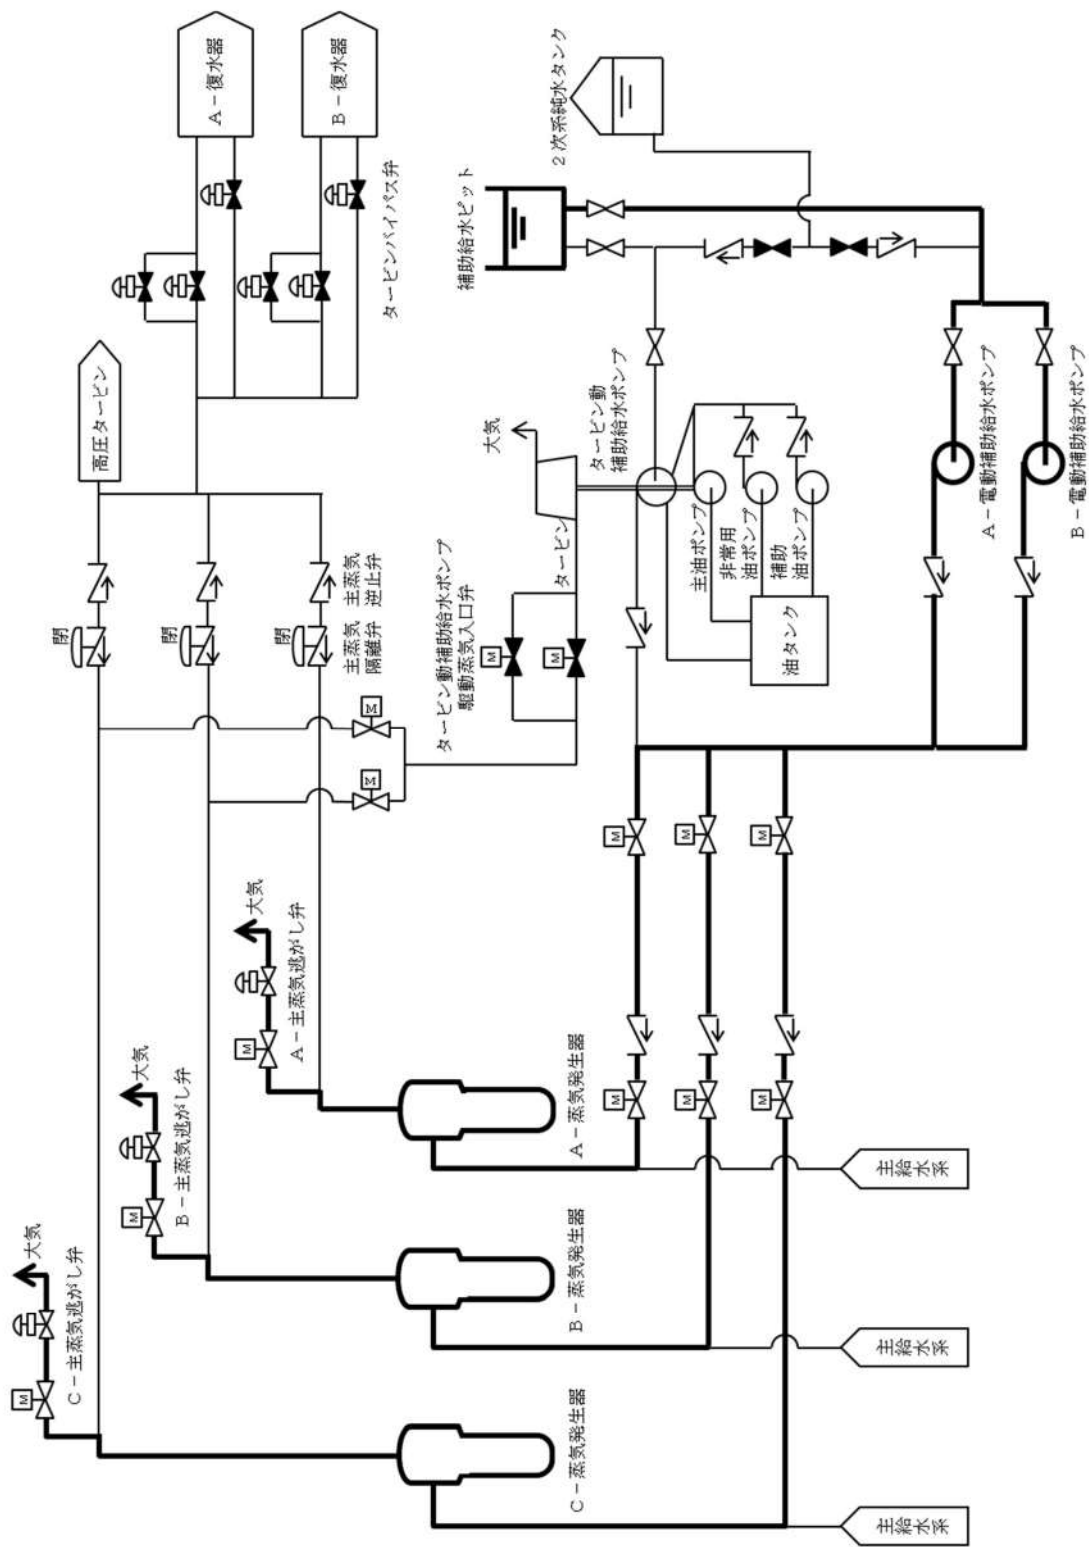 A－復水器
B－復水器
タービンバイパス弁
高圧タービン
2次系純水タンク
補助給水ピット
閉
閉
閉
主蒸気
逆止弁
主蒸気
隔離弁
M
M
大気
C－主蒸気逃がし弁
M
大気
B－主蒸気逃がし弁
M
大気
A－主蒸気逃がし弁
M
タービン動補助給水ポンプ
駆動蒸気入口弁
M
M
タービン
大気
タービン動
補助給水ポンプ
主油ポンプ
非常用
油ポンプ
補助
油ポンプ
油タンク
A－電動補助給水ポンプ
B－電動補助給水ポンプ
M
M
M
M
M
M
A－蒸気発生器
B－蒸気発生器
C－蒸気発生器
主
給水
系
主
給水
系
主
給水
系